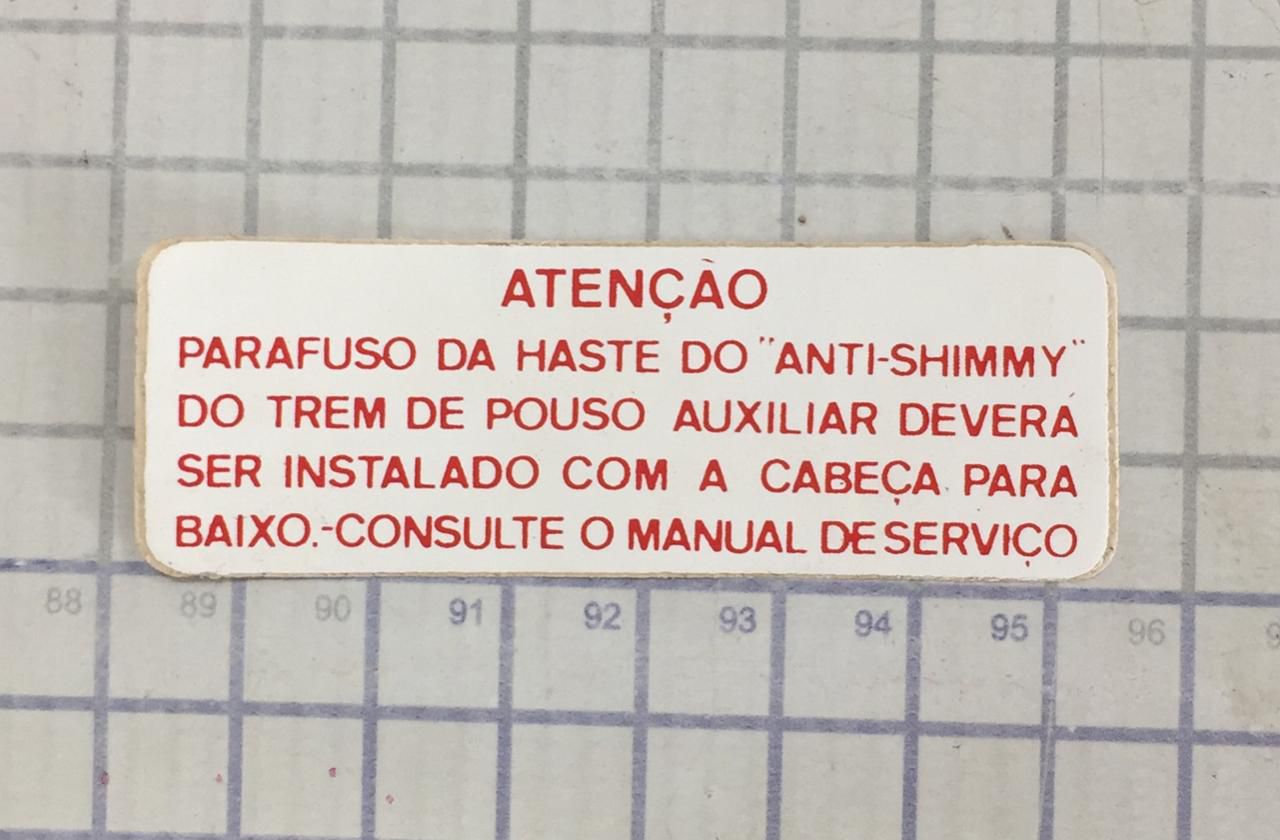 ATENÇÃO
PARAFUSO DA HASTE DO "ANTI-SHIMMY"
DO TREM DE POUSO AUXILIAR DEVERÁ
SER INSTALADO COM A CABEÇA PARA
BAIXO.-CONSULTE O MANUAL DE SERVIÇO
88 89 90 91 92 93 94 95 96